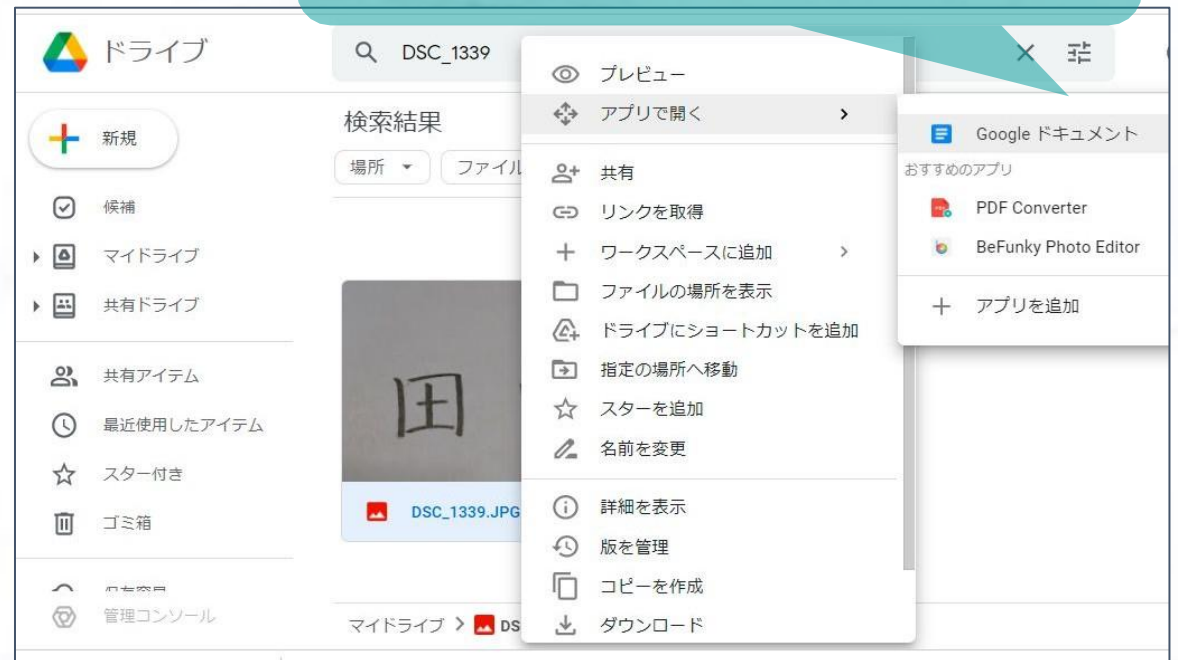 ドライブ
DSC_1339
新規
候補
マイドライブ
共有ドライブ
共有アイテム
最近使用したアイテム
スター付き
ゴミ箱
管理コンソール
検索結果
場所
ファイル
田
DSC_1339.JPG
マイドライブ > DS
プレビュー
アプリで開く
共有
リンクを取得
ワークスペースに追加
ファイルの場所を表示
ドライブにショートカットを追加
指定の場所へ移動
スターを追加
名前を変更
詳細を表示
版を管理
コピーを作成
ダウンロード
Google ドキュメント
おすすめのアプリ
PDF Converter
BeFunky Photo Editor
アプリを追加